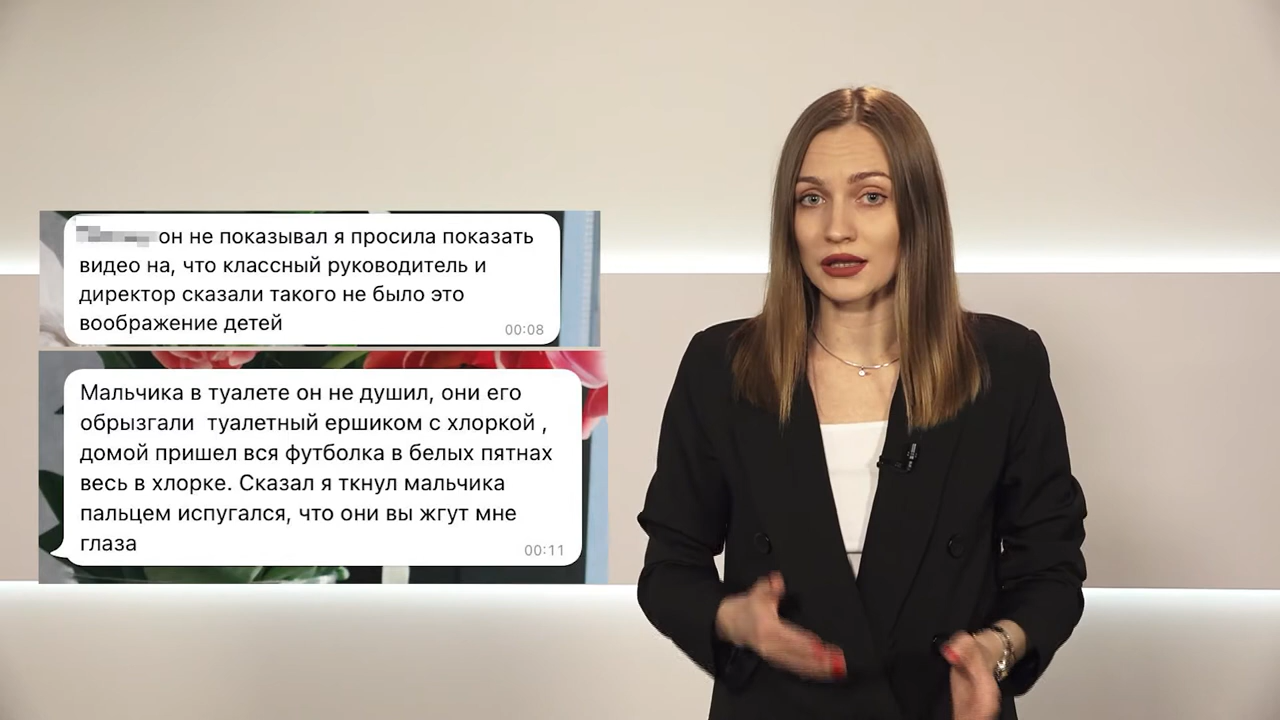 он не показывал я просила показать
видео на, что классный руководитель и
директор сказали такого не было это
воображение детей
00:08
Мальчика в туалете он не душил, они его
обрызгали туалетный ершиком с хлоркой ,
домой пришел вся футболка в белых пятнах
весь в хлорке. Сказал я ткнул мальчика
пальцем испугался, что они вы жгут мне
глаза
00:11